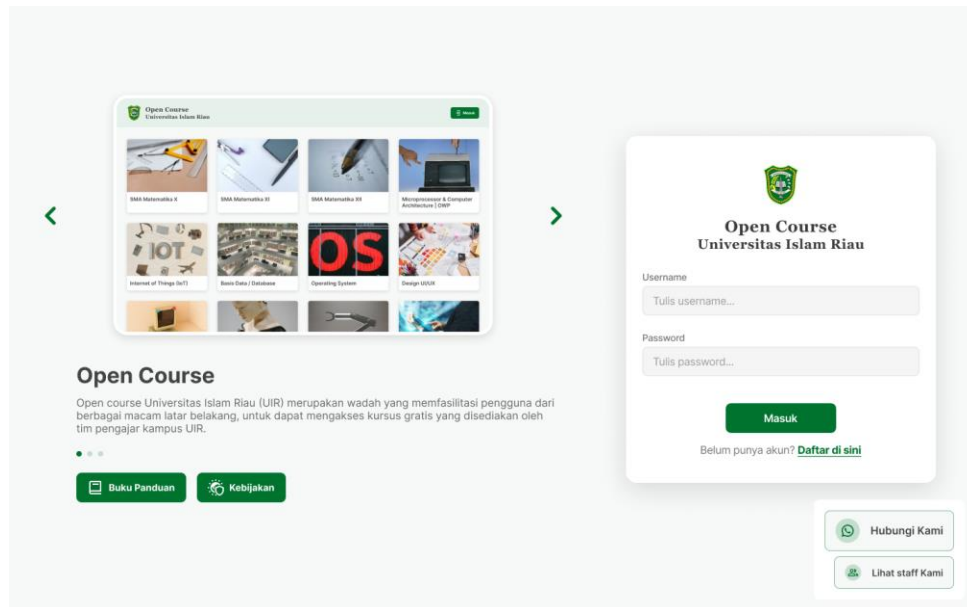 Open Course
Universitas Islam Riau
Masuk
SMA Matematika X
SMA Matematika XI
SMA Matematika XII
Microprocessor & Computer
Architecture | GWP
IOT
OS
Internet of Things (IoT)
Basis Data / Database
Operating System
Design UI/UX
Open Course
Open course Universitas Islam Riau (UIR) merupakan wadah yang memfasilitasi pengguna dari
berbagai macam latar belakang, untuk dapat mengakses kursus gratis yang disediakan oleh
tim pengajar kampus UIR.
Buku Panduan
Kebijakan
Open Course
Universitas Islam Riau
Username
Tulis username...
Password
Tulis password...
Masuk
Belum punya akun? Daftar di sini
Hubungi Kami
Lihat staff Kami